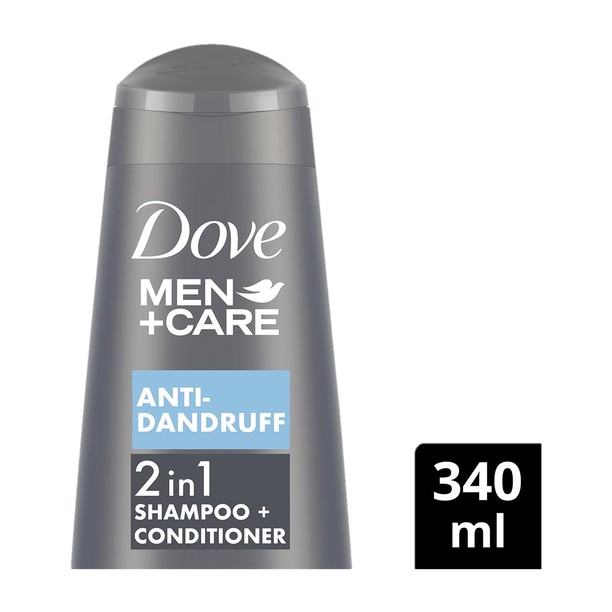 Dove
MEN
+CARE
ANTI-
DANDRUFF
2 in 1
SHAMPOO +
CONDITIONER
340
ml